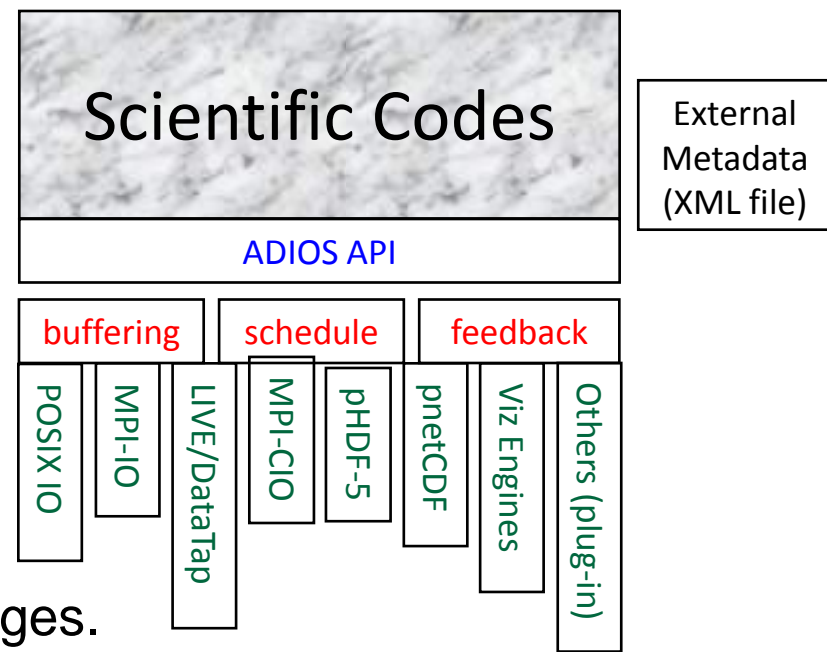 Scientific Codes
External
Metadata
(XML file)
ADIOS API
buffering
schedule
feedback
POSIX IO
MPI-IO
LIVE/DataTap
MPI-CIO
pHDF-5
pnetCDF
Viz Engines
Others (plug-in)
ges.